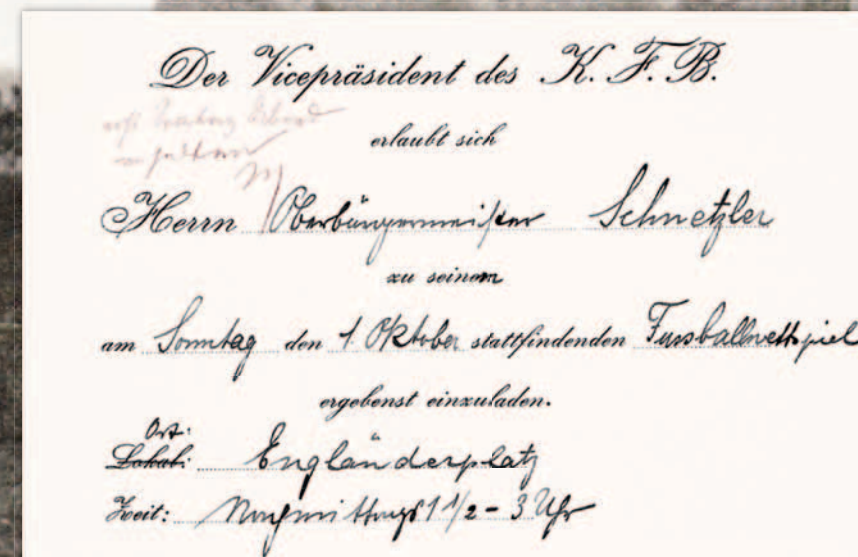 Der Vicepräsident des K. F. B.
erlaubt sich
Herrn Oberbürgermeister Schnetzler
zu seinem
am Sonntag den 1. Oktober stattfindenden Fussballwettspiel
ergebenst einzuladen.
Ort:
Lokal: Engländerplatz
Zeit: Nachmittags 1 1/2 - 3 Uhr